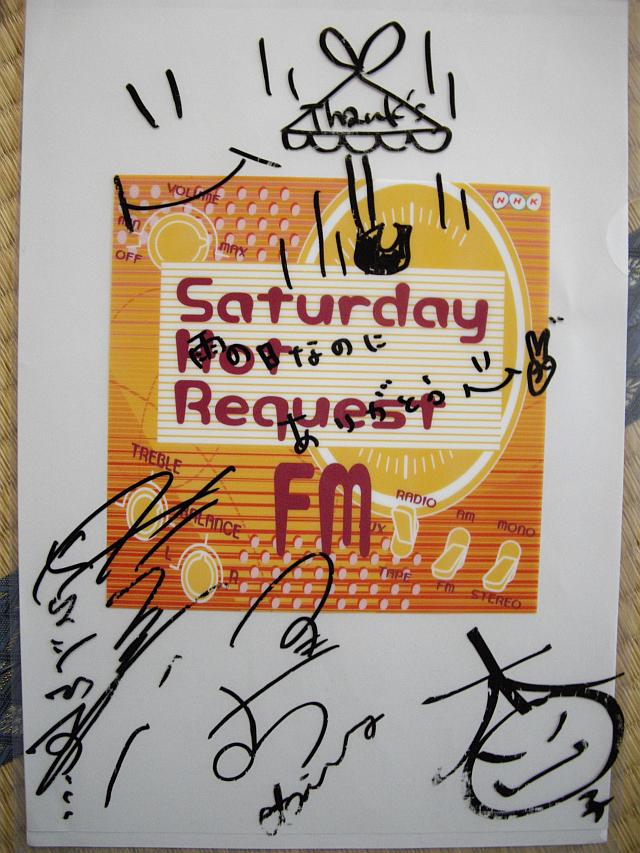 Thank's
VOLUME
NHK
MIN
MAX
OFF
Saturday
Hot
雨の日なのに
Request
ありがとう
FM
TREBLE
RADIO
BALANCE
AUX
AM
MONO
L
R
TAPE
FM
STEREO